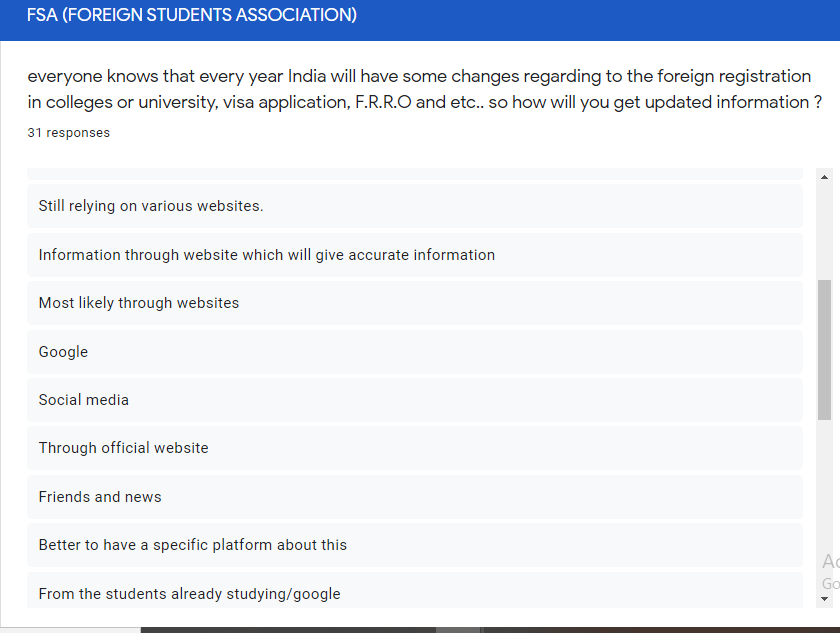 FSA (FOREIGN STUDENTS ASSOCIATION)
everyone knows that every year India will have some changes regarding to the foreign registration
in colleges or university, visa application, F.R.R.O and etc.. so how will you get updated information ?
31 responses
Still relying on various websites.
Information through website which will give accurate information
Most likely through websites
Google
Social media
Through official website
Friends and news
Better to have a specific platform about this
From the students already studying/google